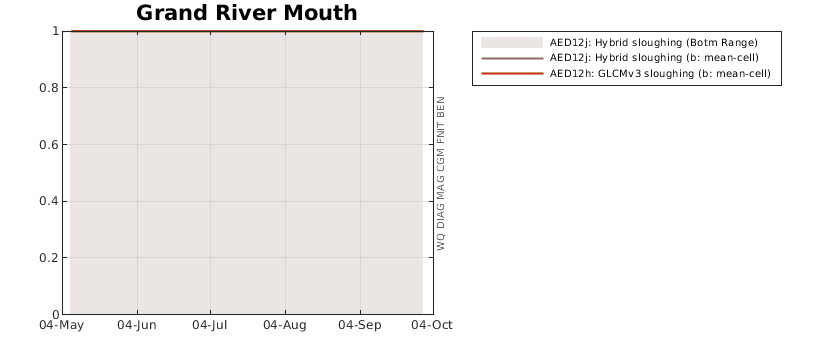 Grand River Mouth
1
0.8
0.6
0.4
0.2
0
04-May
04-Jun
04-Jul
04-Aug
04-Sep
04-Oct
WQ DIAG MAG CGM FNIT BEN
AED12j: Hybrid sloughing (Botm Range)
AED12j: Hybrid sloughing (b: mean-cell)
AED12h: GLCMv3 sloughing (b: mean-cell)